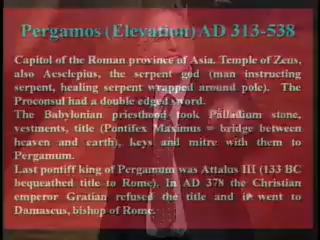 Pergamos (Elevation) AD 313-538
Capitol of the Roman province of Asia. Temple of Zeus,
also Aesclepius, the serpent god (man instructing
serpent, healing serpent wrapped around pole). The
Proconsul had a double edged sword.
The Babylonian priesthood took Palladium stone,
vestments, title (Pontifex Maximus = bridge between
heaven and earth), keys and mitre with them to
Pergamum.
Last pontiff king of Pergamum was Attalus III (133 BC
bequeathed title to Rome). In AD 378 the Christian
emperor Gratian refused the title and it went to
Damascus, bishop of Rome.